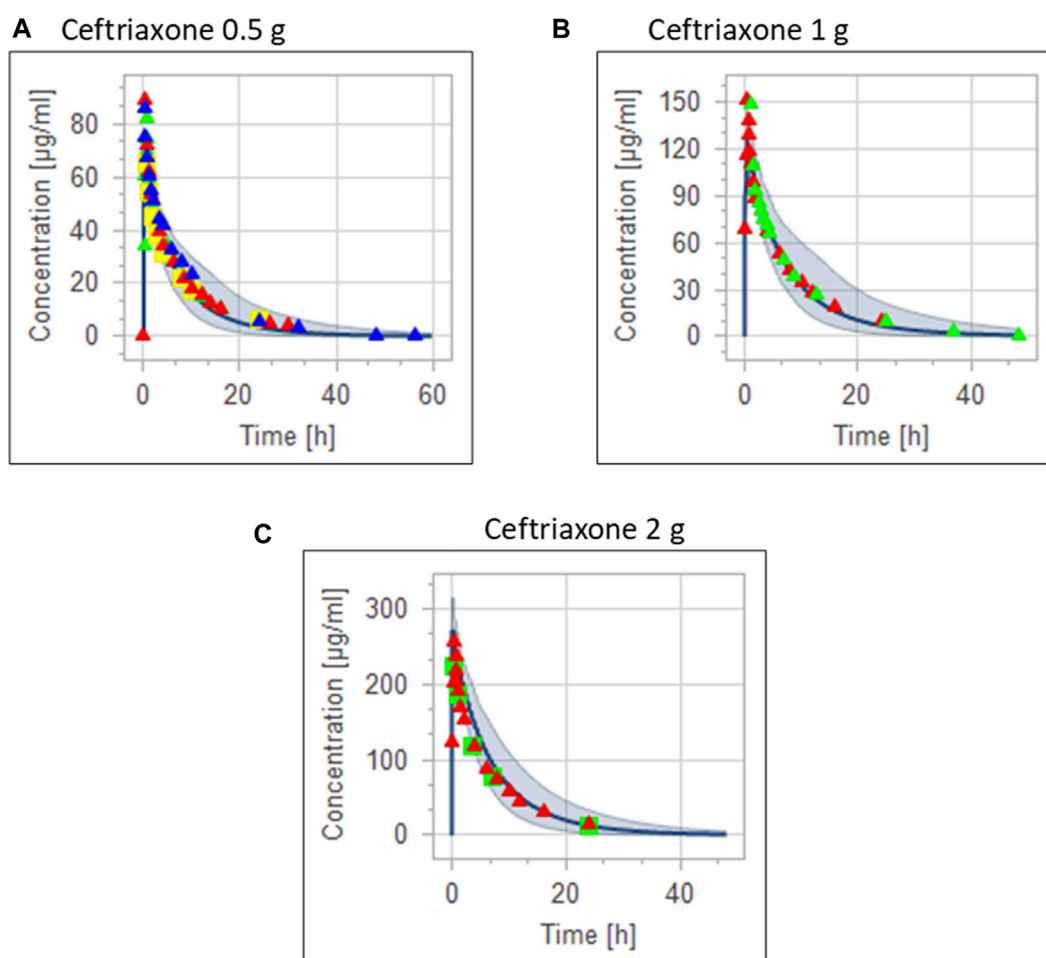 A Ceftriaxone 0.5 g
Concentration [µg/ml]
80
60
40
20
0
0 20 40 60
Time [h]
B Ceftriaxone 1 g
Concentration [µg/ml]
150
120
90
60
30
0
0 20 40
Time [h]
C Ceftriaxone 2 g
Concentration [µg/ml]
300
200
100
0
0 20 40
Time [h]